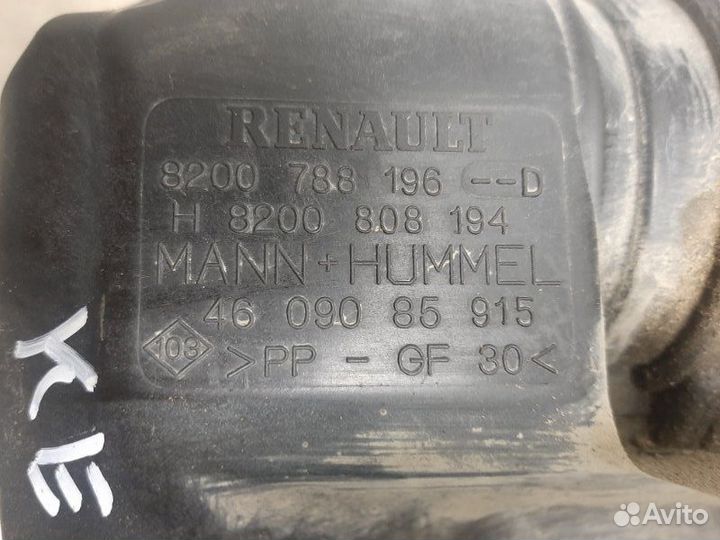 RENAULT
8200 788 196 --D
H 8200 808 194
MANN+HUMMEL
46 090 85 915
103 >PP - GF 30<
KE
Avito